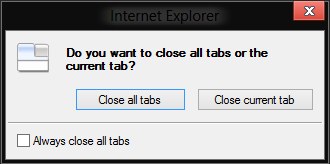 Internet Explorer
Do you want to close all tabs or the
current tab?
Close all tabs
Close current tab
Always close all tabs